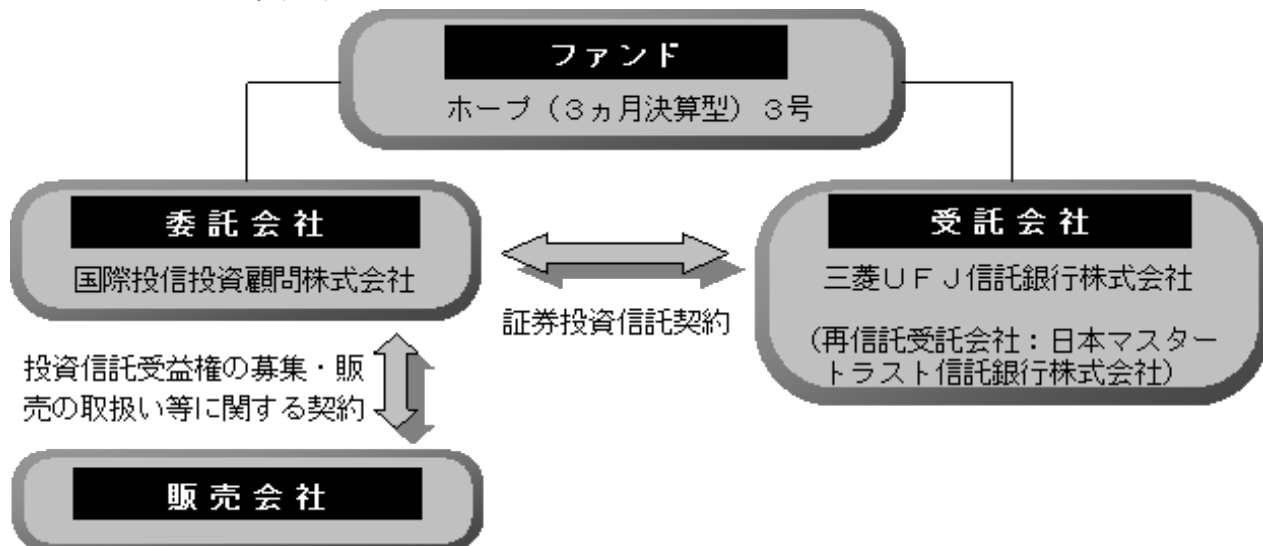 ファンド
ホープ（３ヵ月決算型）３号
委託会社
国際投信投資顧問株式会社
受託会社
三菱ＵＦＪ信託銀行株式会社
（再信託受託会社：日本マスター
トラスト信託銀行株式会社）
証券投資信託契約
投資信託受益権の募集・販
売の取扱い等に関する契約
販売会社